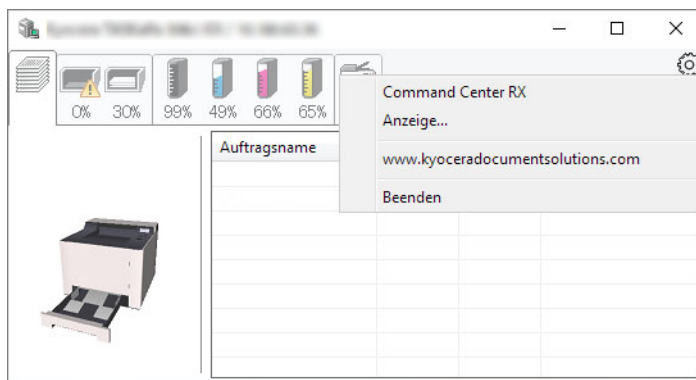 0%
30%
99%
49%
66%
65%
Command Center RX
Anzeige...
www.kyoceradocumentsolutions.com
Beenden
Auftragsname